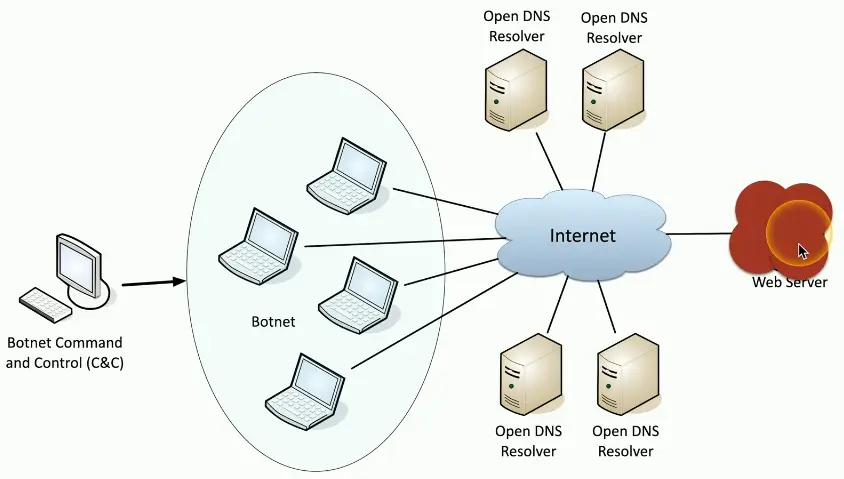 Open DNS
Resolver
Open DNS
Resolver
Internet
Web Server
Botnet
Botnet Command
and Control (C&C)
Open DNS
Resolver
Open DNS
Resolver